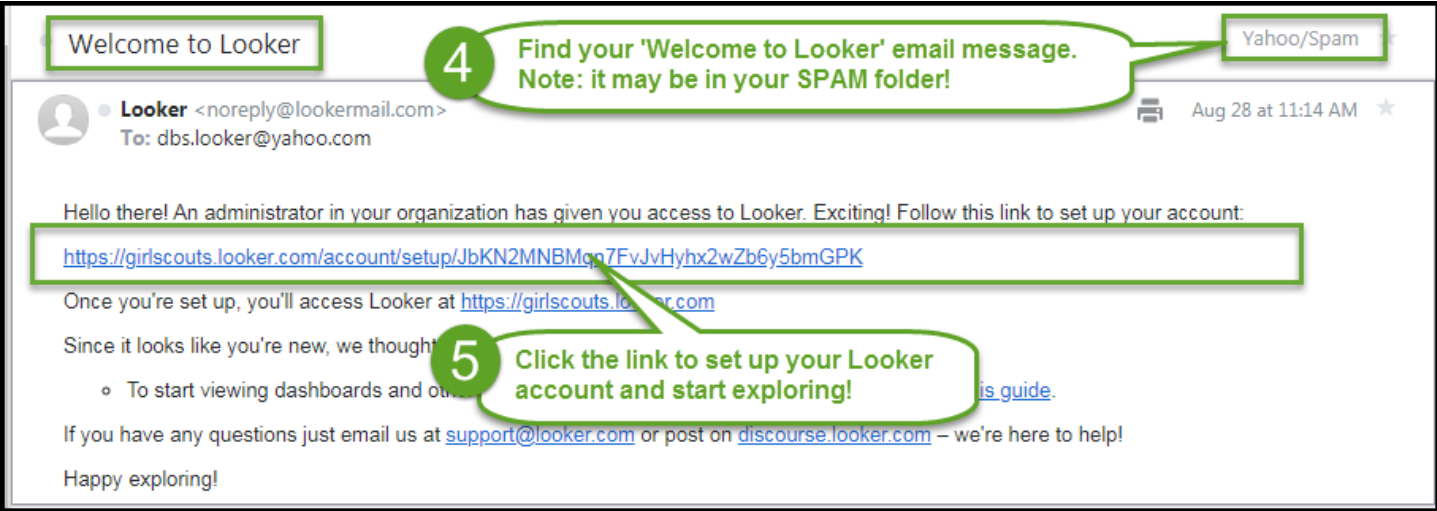 Welcome to Looker
4
Find your 'Welcome to Looker' email message.
Note: it may be in your SPAM folder!
Yahoo/Spam
Looker <noreply@lookermail.com>
Aug 28 at 11:14 AM
To: dbs.looker@yahoo.com
Hello there! An administrator in your organization has given you access to Looker. Exciting! Follow this link to set up your account:
https://girlscouts.looker.com/account/setup/JbKN2MNBMqn7FvJvHyhx2wZb6y5bmGPK
Once you're set up, you'll access Looker at https://girlscouts.looker.com
Since it looks like you're new, we thought
5
Click the link to set up your Looker
account and start exploring!
To start viewing dashboards and is guide.
If you have any questions just email us at support@looker.com or post on discourse.looker.com – we're here to help!
Happy exploring!